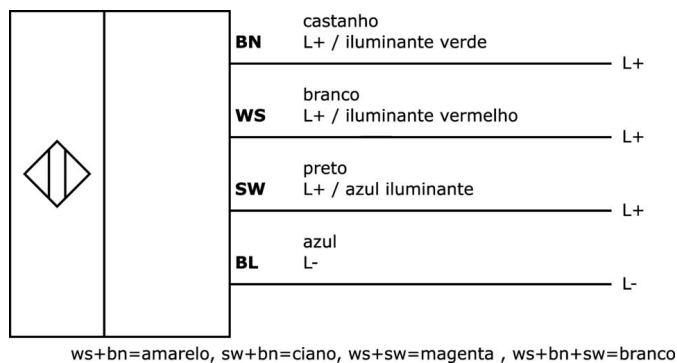 castanho
BN L+ / iluminante verde
L+
branco
WS L+ / iluminante vermelho
L+
preto
SW L+ / azul iluminante
L+
azul
BL L-
L-
ws+bn=amarelo, sw+bn=ciano, ws+sw=magenta , ws+bn+sw=branco